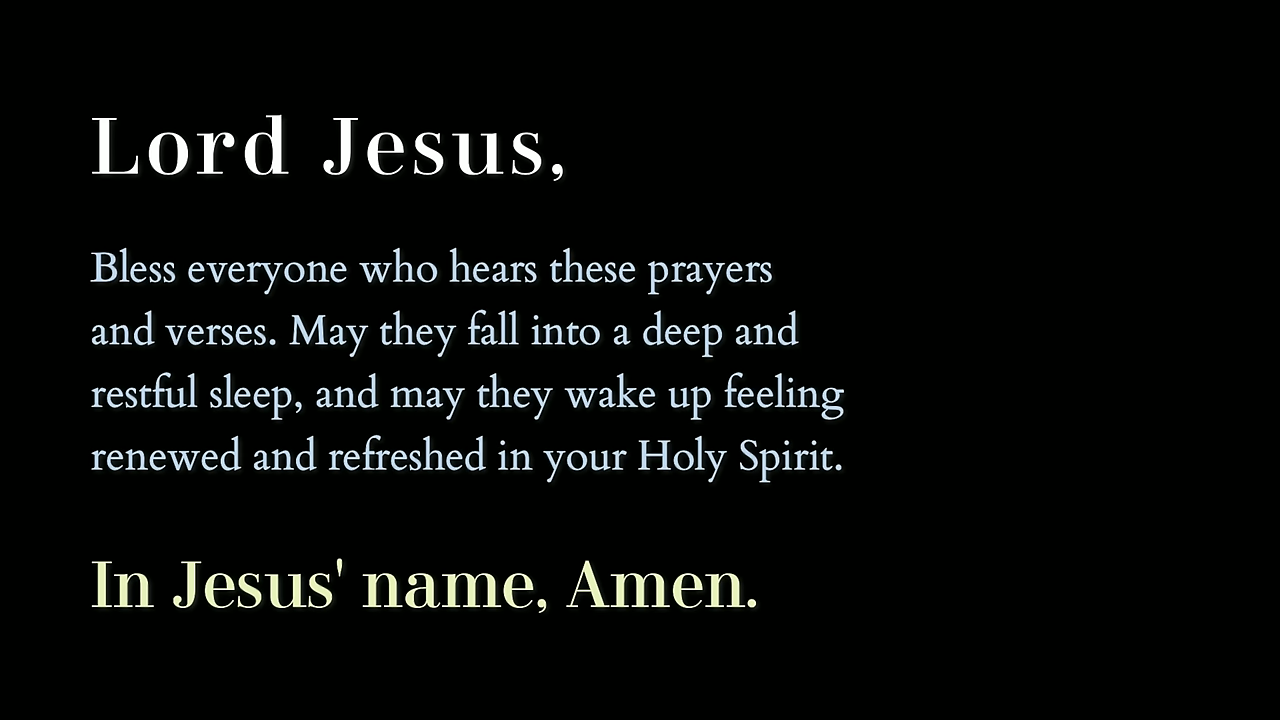 Lord Jesus,
Bless everyone who hears these prayers
and verses. May they fall into a deep and
restful sleep, and may they wake up feeling
renewed and refreshed in your Holy Spirit.
In Jesus' name, Amen.